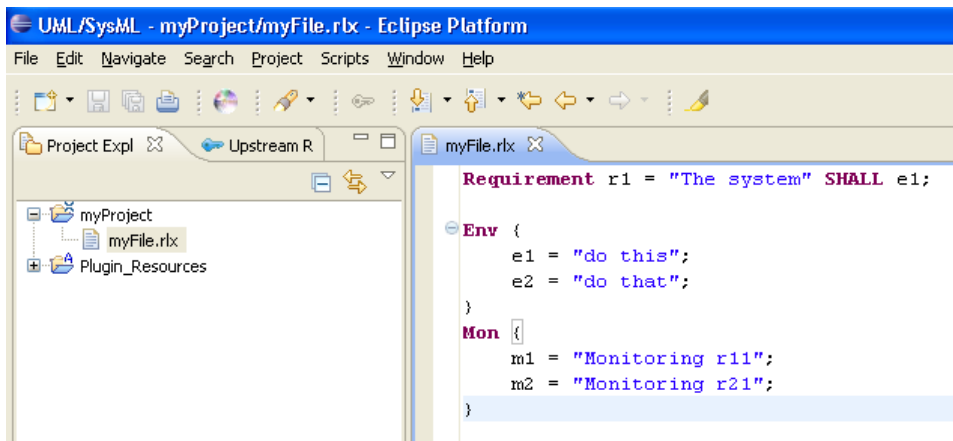 UML/SysML - myProject/myFile.rlx - Eclipse Platform
File Edit Navigate Search Project Scripts Window Help
Project Expl Upstream R
myFile.rlx
myProject
myFile.rlx
Plugin_Resources
Requirement r1 = "The system" SHALL e1;
Env {
e1 = "do this";
e2 = "do that";
}
Mon {
m1 = "Monitoring r11";
m2 = "Monitoring r21";
}